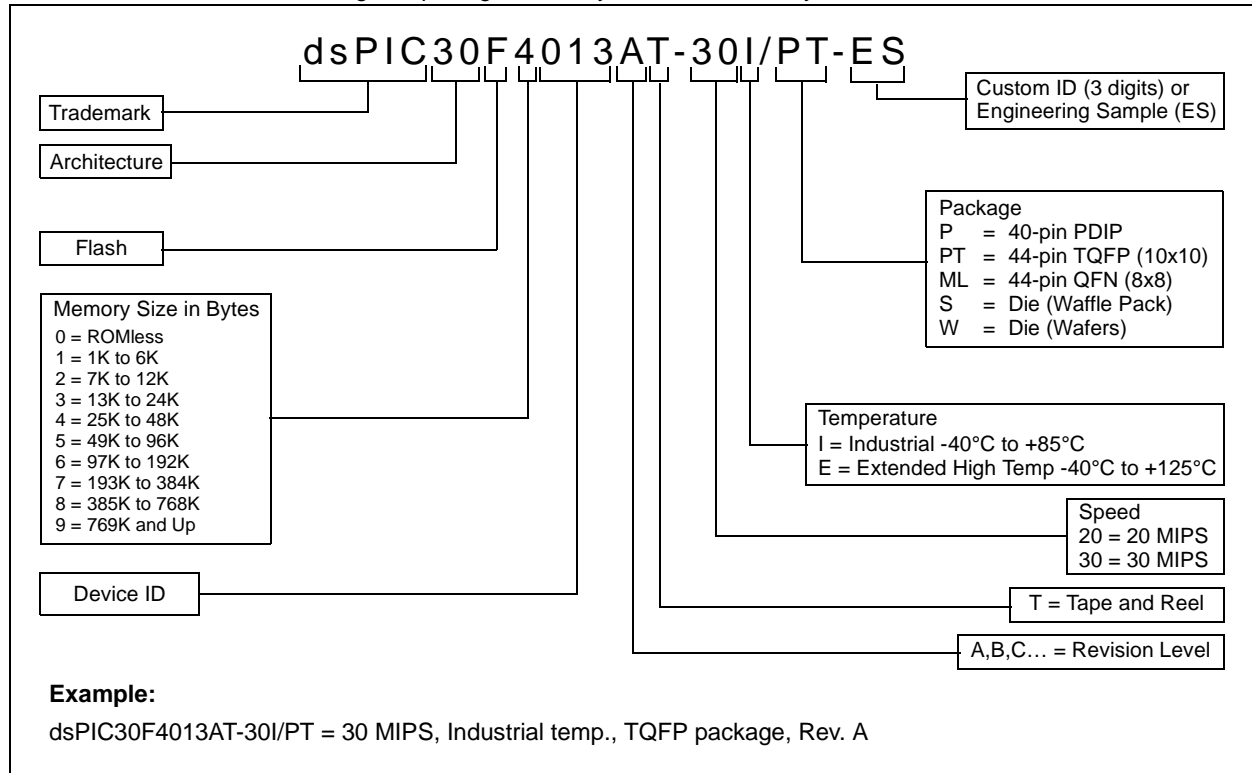 dsPIC30F4013AT-30I/PT-ES
Trademark
Architecture
Flash
Memory Size in Bytes
0 = ROMless
1 = 1K to 6K
2 = 7K to 12K
3 = 13K to 24K
4 = 25K to 48K
5 = 49K to 96K
6 = 97K to 192K
7 = 193K to 384K
8 = 385K to 768K
9 = 769K and Up
Device ID
Custom ID (3 digits) or
Engineering Sample (ES)
Package
P = 40-pin PDIP
PT = 44-pin TQFP (10x10)
ML = 44-pin QFN (8x8)
S = Die (Waffle Pack)
W = Die (Wafers)
Temperature
I = Industrial -40°C to +85°C
E = Extended High Temp -40°C to +125°C
Speed
20 = 20 MIPS
30 = 30 MIPS
T = Tape and Reel
A,B,C… = Revision Level
Example:
dsPIC30F4013AT-30I/PT = 30 MIPS, Industrial temp., TQFP package, Rev. A